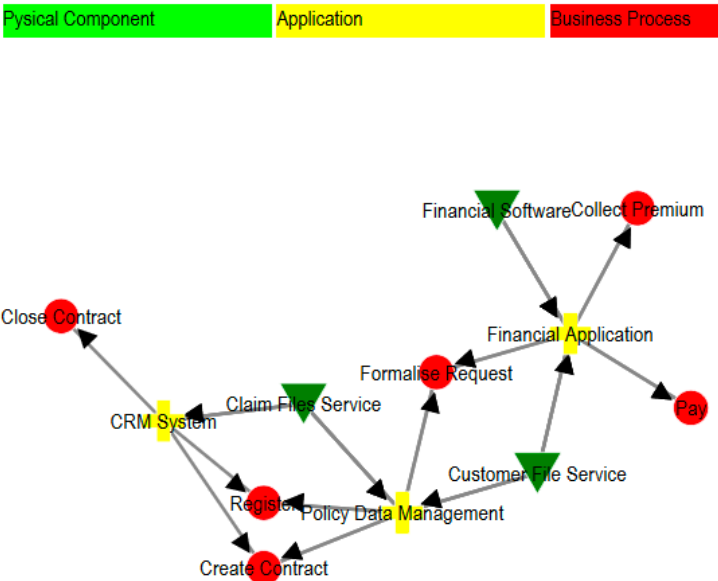 Pysical Component
Application
Business Process
Financial Software
Collect Premium
Close Contract
Financial Application
Formalise Request
Claim Files Service
CRM System
Pay
Customer File Service
Register
Policy Data Management
Create Contract